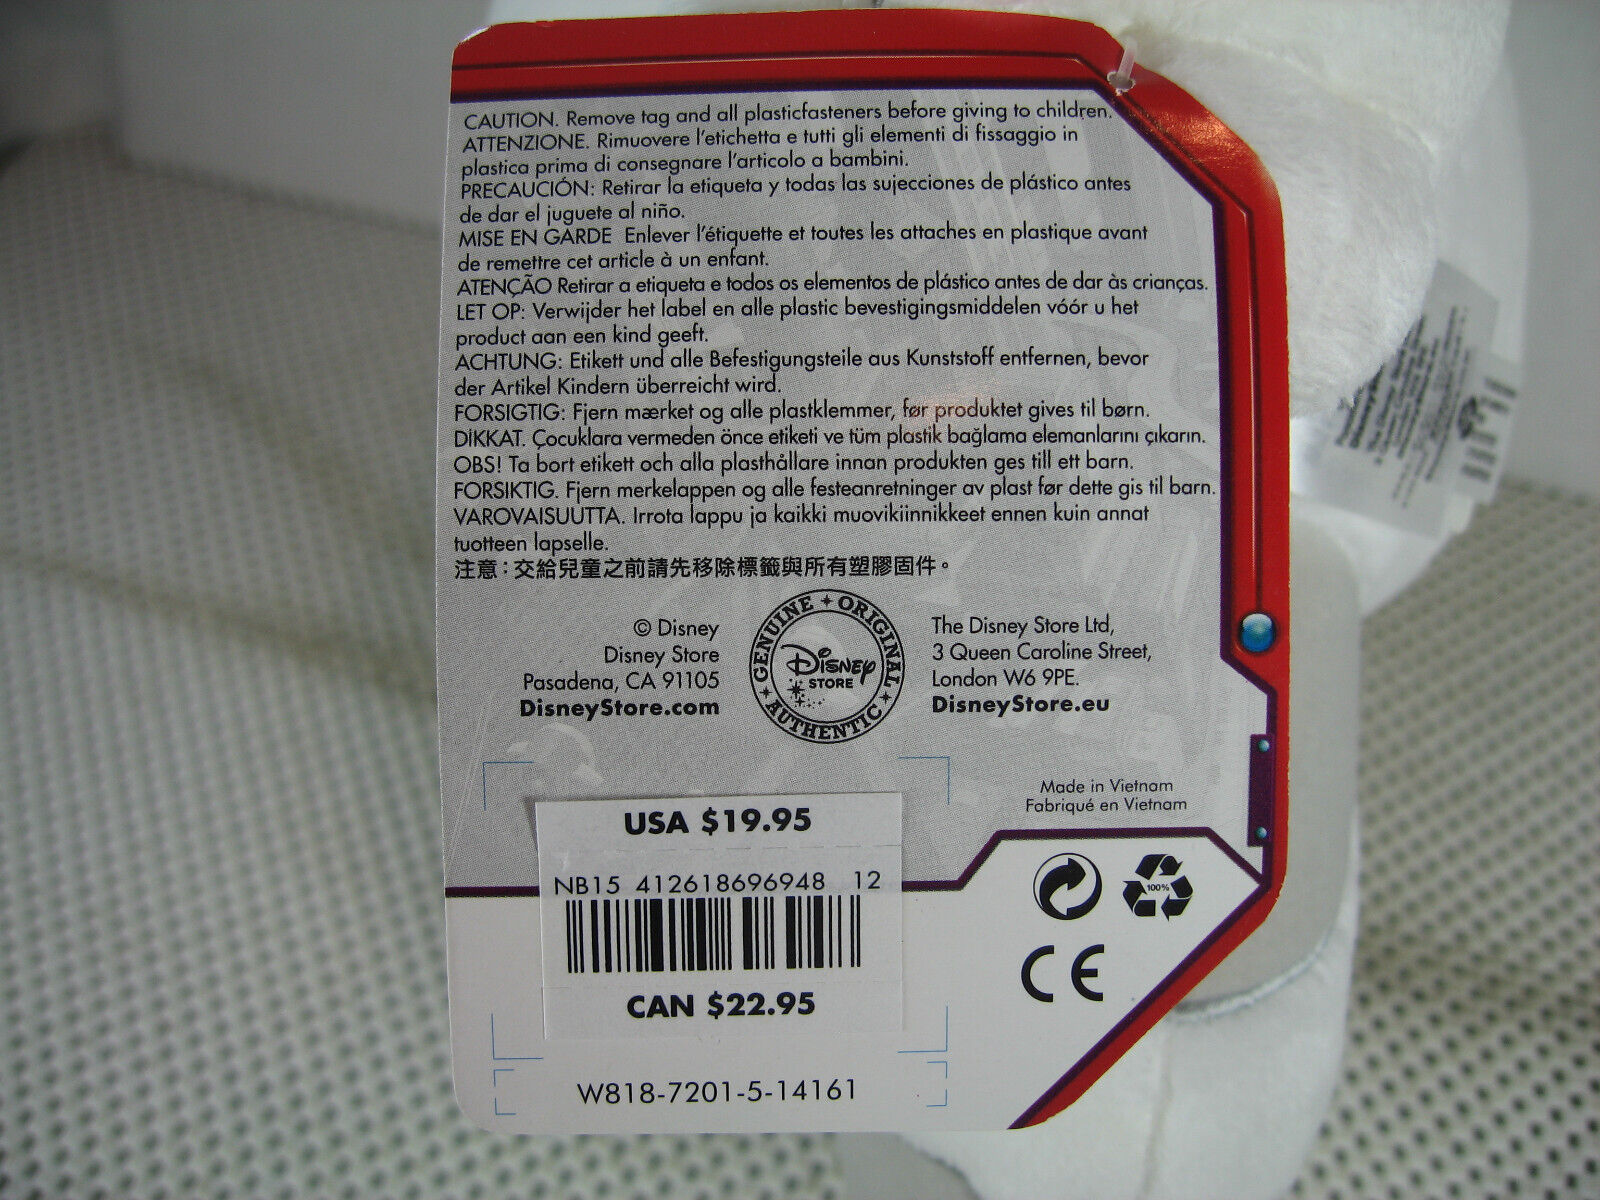 CAUTION. Remove tag and all plasticfasteners before giving to children.
ATTENZIONE. Rimuovere l'etichetta e tutti gli elementi di fissaggio in
plastica prima di consegnare l'articolo a bambini.
PRECAUCIÓN: Retirar la etiqueta y todas las sujecciones de plástico antes
de dar el juguete al niño.
MISE EN GARDE Enlever l'étiquette et toutes les attaches en plastique avant
de remettre cet article à un enfant.
ATENÇÃO Retirar a etiqueta e todos os elementos de plástico antes de dar às crianças.
LET OP: Verwijder het label en alle plastic bevestigingsmiddelen vóór u het
product aan een kind geeft.
ACHTUNG: Etikett und alle Befestigungsteile aus Kunststoff entfernen, bevor
der Artikel Kindern überreicht wird.
FORSIGTIG: Fjern mærket og alle plastklemmer, før produktet gives til børn.
DİKKAT. Çocuklara vermeden önce etiketi ve tüm plastik bağlama elemanlarını çıkarın.
OBS! Ta bort etikett och alla plasthållare innan produkten ges till ett barn.
FORSIKTIG. Fjern merkelappen og alle festeanretninger av plast før dette gis til barn.
VAROVAISUUTTA. Irrota lappu ja kaikki muovikiinnikkeet ennen kuin annat
tuotteen lapselle.
注意：交給兒童之前請先移除標籤與所有塑膠固件。
© Disney
Disney Store
Pasadena, CA 91105
DisneyStore.com
GENUINE ORIGINAL
Disney
STORE
AUTHENTIC
The Disney Store Ltd,
3 Queen Caroline Street,
London W6 9PE.
DisneyStore.eu
Made in Vietnam
Fabriqué en Vietnam
USA $19.95
NB15 412618696948 12
CAN $22.95
100%
CE
W818-7201-5-14161